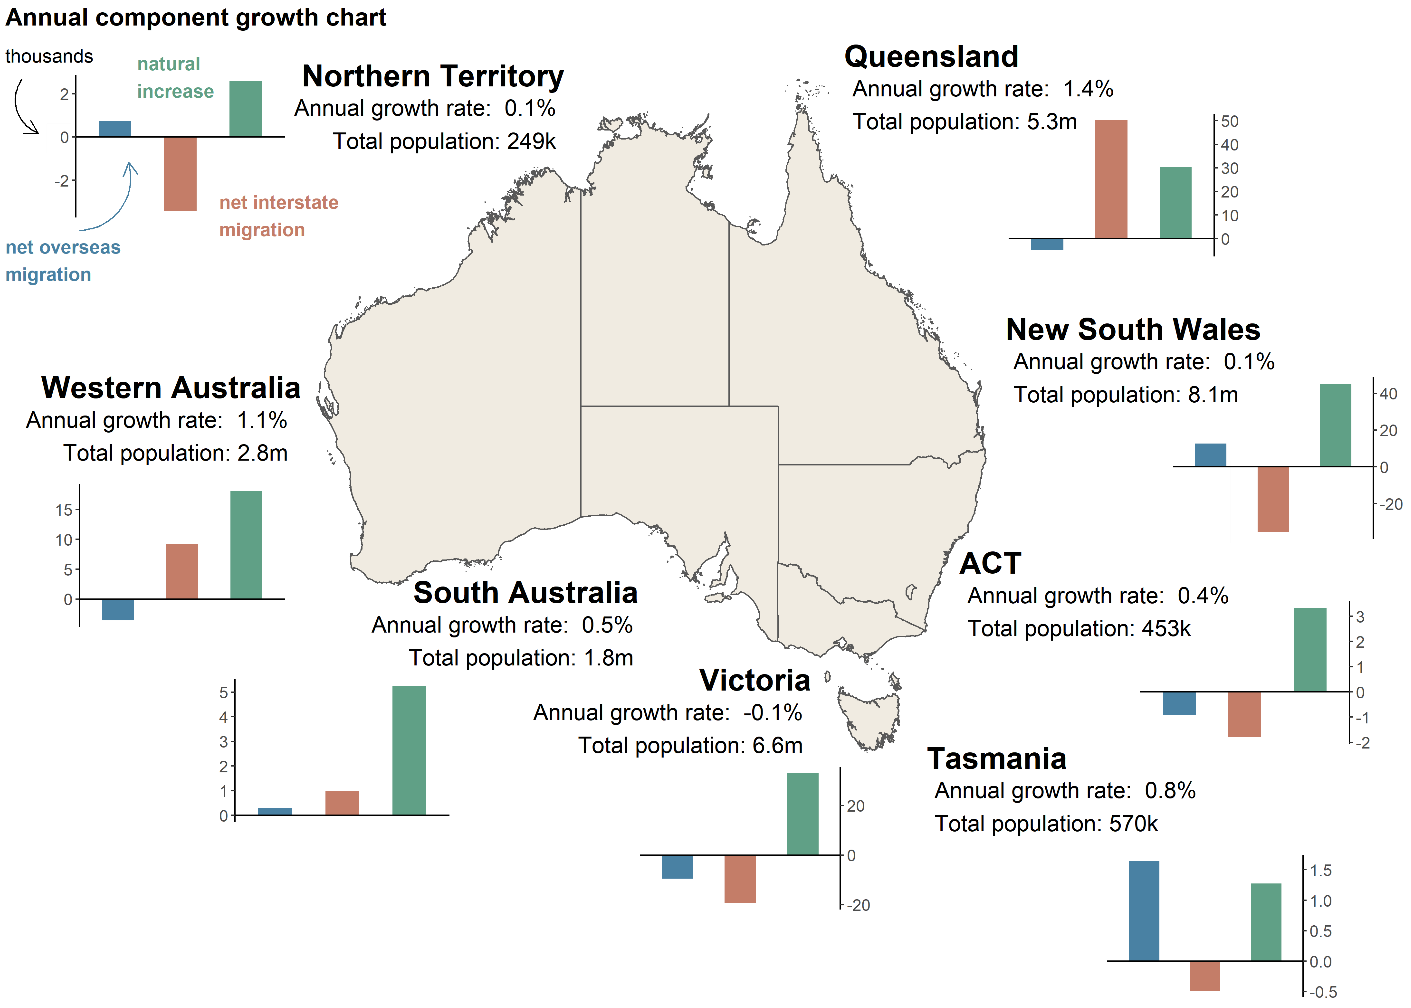 Annual component growth chart
thousands
natural
increase
2
0
-2
net interstate
migration
net overseas
migration
Northern Territory
Annual growth rate:  0.1%
Total population: 249k
Queensland
Annual growth rate:  1.4%
Total population: 5.3m
50
40
30
20
10
0
New South Wales
Annual growth rate:  0.1%
Total population: 8.1m
40
20
0
-20
Western Australia
Annual growth rate:  1.1%
Total population: 2.8m
15
10
5
0
South Australia
Annual growth rate:  0.5%
Total population: 1.8m
5
4
3
2
1
0
ACT
Annual growth rate:  0.4%
Total population: 453k
3
2
1
0
-1
-2
Victoria
Annual growth rate:  -0.1%
Total population: 6.6m
20
0
-20
Tasmania
Annual growth rate:  0.8%
Total population: 570k
1.5
1.0
0.5
0.0
-0.5